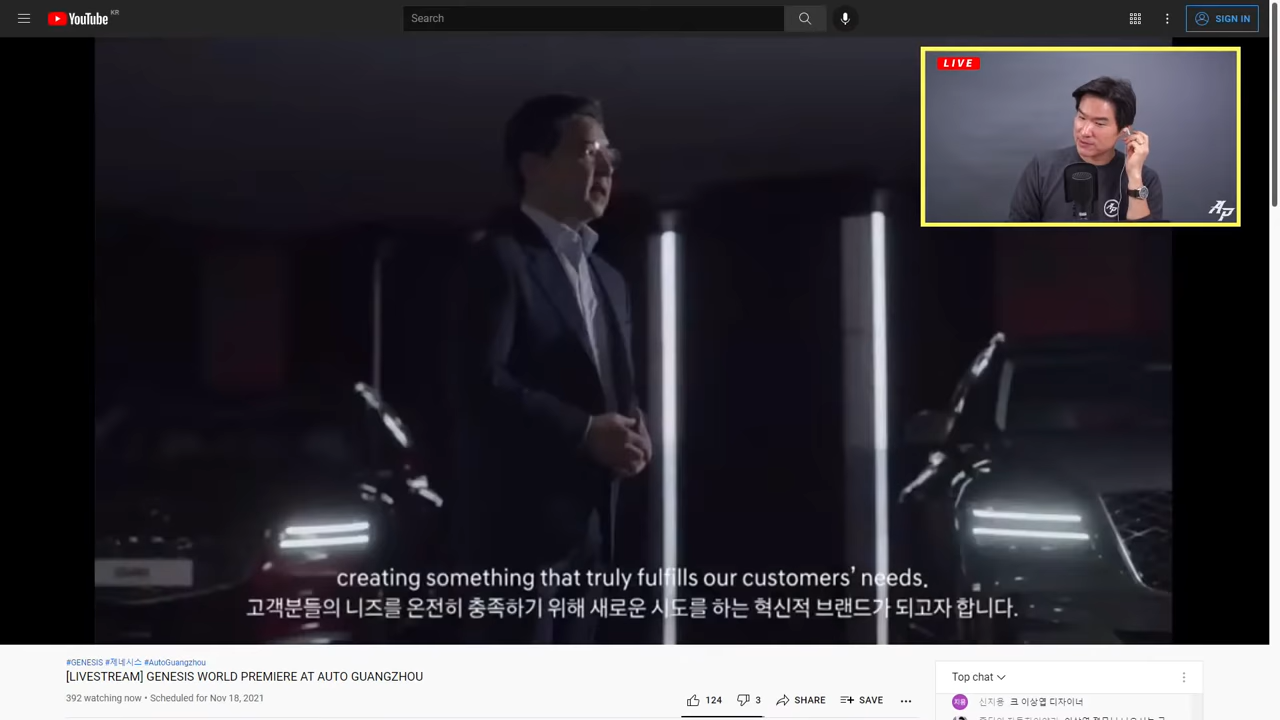 YouTube KR
Search
SIGN IN
LIVE
AP
creating something that truly fulfills our customers' needs.
고객분들의 니즈를 온전히 충족하기 위해 새로운 시도를 하는 혁신적 브랜드가 되고자 합니다.
#GENESIS #제네시스 #AutoGuangzhou
[LIVESTREAM] GENESIS WORLD PREMIERE AT AUTO GUANGZHOU
392 watching now • Scheduled for Nov 18, 2021
124
3
SHARE
SAVE
Top chat
지용 신지용 크 이상엽 디자이너